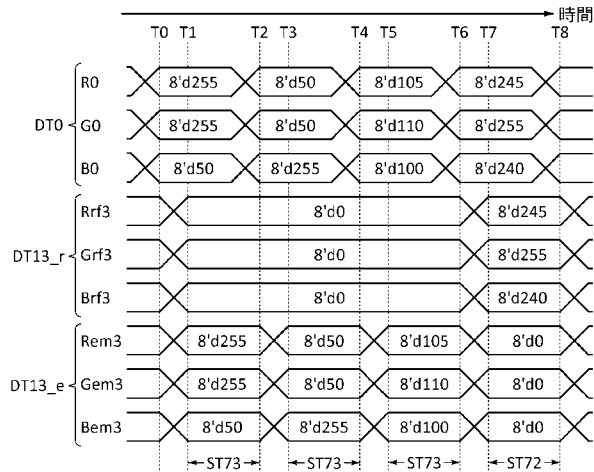 時間
T0 T1 T2 T3 T4 T5 T6 T7 T8
DT0
R0 8'd255 8'd50 8'd105 8'd245
G0 8'd255 8'd50 8'd110 8'd255
B0 8'd50 8'd255 8'd100 8'd240
DT13_r
Rrf3 8'd0 8'd245
Grf3 8'd0 8'd255
Brf3 8'd0 8'd240
DT13_e
Rem3 8'd255 8'd50 8'd105 8'd0
Gem3 8'd255 8'd50 8'd110 8'd0
Bem3 8'd50 8'd255 8'd100 8'd0
ST73 ST73 ST73 ST72